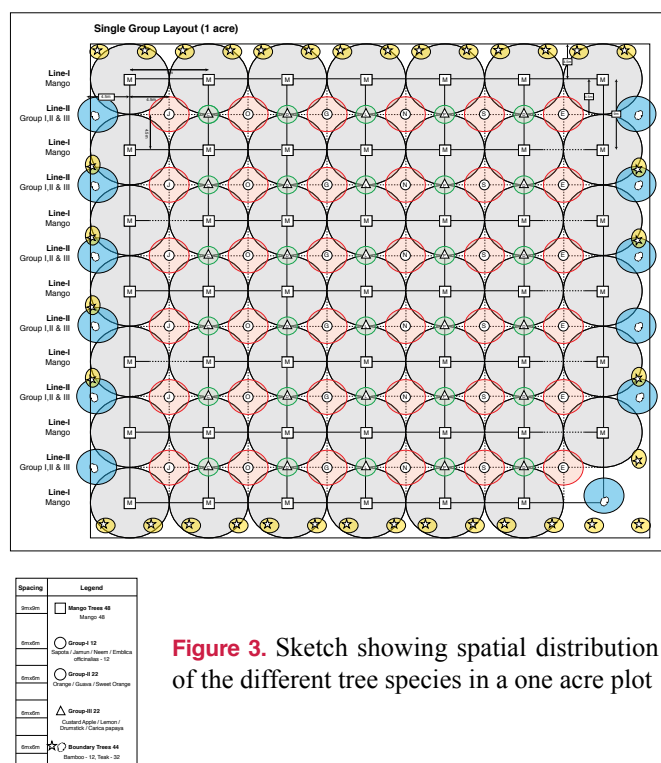 Single Group Layout (1 acre)
Line-I
Mango
M M M M M M M
Line-II
Group I,II & III
J O G N S E
Line-I
Mango
M M M M M M M
Line-II
Group I,II & III
J O G N S E
Line-I
Mango
M M M M M M M
Line-II
Group I,II & III
J O G N S E
Line-I
Mango
M M M M M M M
Line-II
Group I,II & III
J O G N S E
Line-I
Mango
M M M M M M M
Line-II
Group I,II & III
J O G N S E
Line-I
Mango
M M M M M M M
Line-II
Group I,II & III
J O G N S E
Line-I
Mango
M M M M M M
Spacing Legend
9mx9m Mango Trees 48
Mango 48
6mx6m Group-I 12
Sapota / Jamun / Neem / Emblica
officinalias - 12
6mx6m Group-II 22
Orange / Guava / Sweet Orange
6mx6m Group-III 22
Custard Apple / Lemon /
Drumstick / Carica papaya
6mx6m Boundary Trees 44
Bamboo - 12, Teak - 32
Figure 3. Sketch showing spatial distribution
of the different tree species in a one acre plot